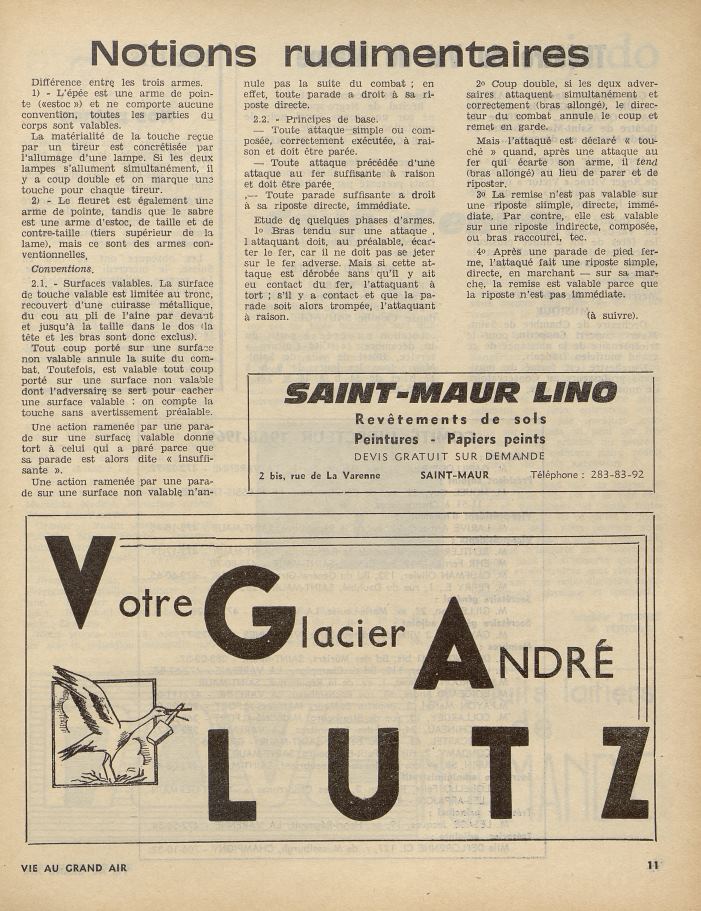 Notions rudimentaires
Différence entre les trois armes.
1) - L'épée est une arme de poin-
te («estoc») et ne comporte aucune
convention, toutes les parties du
corps sont valables.
La matérialité de la touche reçue
par un tireur est concrétisée par
l'allumage d'une lampe. Si les deux
lampes s'allument simultanément, il
y a coup double et on marque une
touche pour chaque tireur.
2) - Le fleuret est également une
arme de pointe, tandis que le sabre
est une arme d'estoc, de taille et de
contre-taille (tiers supérieur de la
lame), mais ce sont des armes con-
ventionnelles.
Conventions.
2.1. - Surfaces valables. La surface
de touche valable est limitée au tronc,
recouvert d'une cuirasse métallique,
du cou au pli de l'aine par devant
et jusqu'à la taille dans le dos (la
tête et les bras sont donc exclus).
Tout coup porté sur une surface
non valable annule la suite du com-
bat. Toutefois, est valable tout coup
porté sur une surface non valable
dont l'adversaire se sert pour cacher
une surface valable : on compte la
touche sans avertissement préalable.
Une action ramenée par une para-
de sur une surface valable donne
tort à celui qui a paré parce que
sa parade est alors dite « insuffi-
sante ».
Une action ramenée par une para-
de sur une surface non valable n'an-
nule pas la suite du combat ; en
effet, toute parade a droit à sa ri-
poste directe.
2.2. - Principes de base.
— Toute attaque simple ou com-
posée, correctement exécutée, à rai-
son et doit être parée.
— Toute attaque précédée d'une
attaque au fer suffisante à raison
et doit être parée.
— Toute parade suffisante a droit
à sa riposte directe, immédiate.
Etude de quelques phases d'armes.
1o Bras tendu sur une attaque ,
l'attaquant doit, au préalable, écar-
ter le fer, car il ne doit pas se jeter
sur le fer adverse. Mais si cette at-
taque est dérobée sans qu'il y ait
eu contact du fer, l'attaquant à
tort ; s'il y a contact et que la pa-
rade soit alors trompée, l'attaquant
à raison.
2o Coup double, si les deux adver-
saires attaquent simultanément et
correctement (bras allongé), le direc-
teur du combat annule le coup et
remet en garde.
Mais l'attaqué est déclaré « tou-
ché » quand, après une attaque au
fer qui écarte son arme, il tend
(bras allongé) au lieu de parer et de
riposter.
3o La remise n'est pas valable sur
une riposte slimple, directe, immé-
diate. Par contre, elle est valable
sur une riposte indirecte, composée,
ou bras raccourci, tec.
4o Après une parade de pied fer-
me, l'attaqué fait une riposte simple,
directe, en marchant — sur sa mar-
che, la remise est valable parce que
la riposte n'est pas immédiate.
(à suivre).
SAINT-MAUR LINO
Revêtements de sols
Peintures - Papiers peints
DEVIS GRATUIT SUR DEMANDE
2 bis, rue de La Varenne SAINT-MAUR Téléphone : 283-83-92
Votre Glacier ANDRÉ
LUTZ
VIE AU GRAND AIR 11